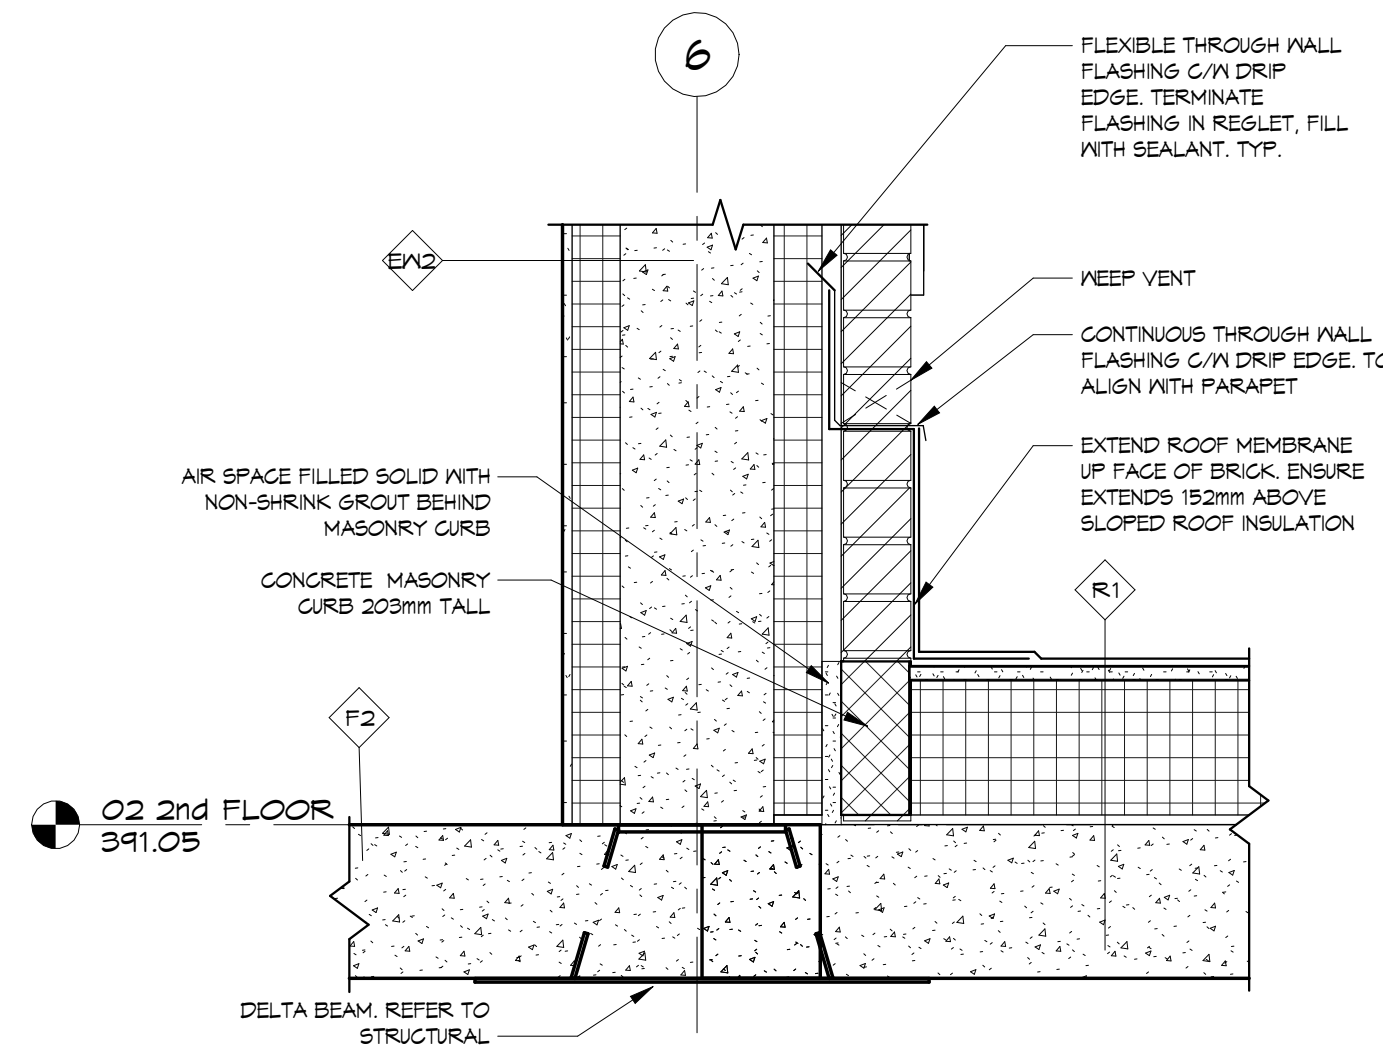 6
FLEXIBLE THROUGH WALL
FLASHING C/W DRIP
EDGE. TERMINATE
FLASHING IN REGLET, FILL
WITH SEALANT. TYP.
EW2
WEEP VENT
CONTINUOUS THROUGH WALL
FLASHING C/W DRIP EDGE. TO
ALIGN WITH PARAPET
EXTEND ROOF MEMBRANE
UP FACE OF BRICK. ENSURE
EXTENDS 152mm ABOVE
SLOPED ROOF INSULATION
AIR SPACE FILLED SOLID WITH
NON-SHRINK GROUT BEHIND
MASONRY CURB
CONCRETE MASONRY
CURB 203mm TALL
R1
F2
02 2nd FLOOR
391.05
DELTA BEAM. REFER TO
STRUCTURAL